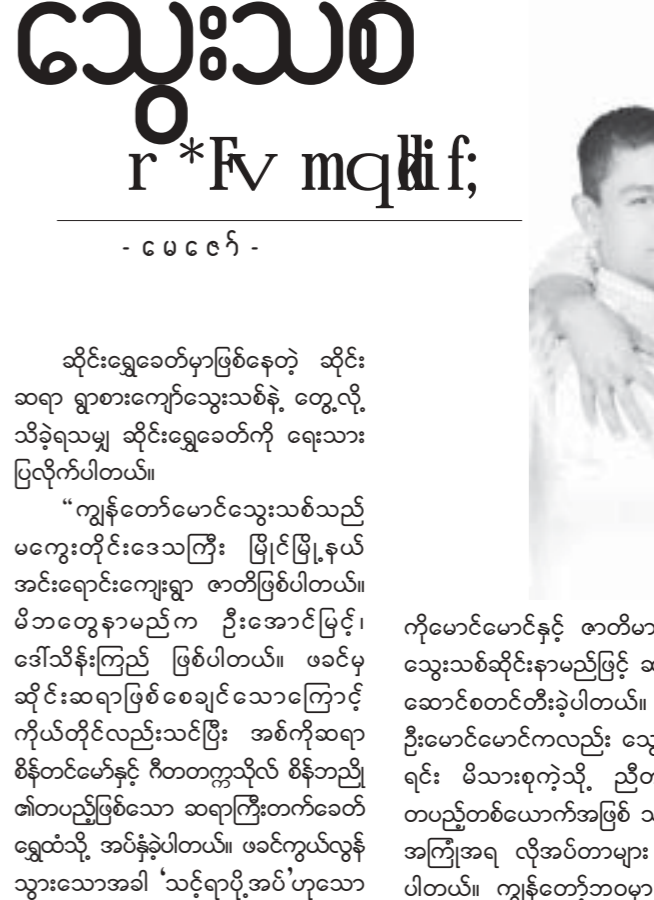 သွေးသစ်
r *Fv mqdkif;
- မေဇော် -
ဆိုင်းရွှေခေတ်မှာဖြစ်နေတဲ့ ဆိုင်း
ဆရာ ရွာစားကျော်သွေးသစ်နဲ့ တွေ့လို့
သိခဲ့ရသမျှ ဆိုင်းရွှေခေတ်ကို ရေးသား
ပြလိုက်ပါတယ်။
“ကျွန်တော်မောင်သွေးသစ်သည်
မကွေးတိုင်းဒေသကြီး မြိုင်မြို့နယ်
အင်းရောင်းကျေးရွာ ဇာတိဖြစ်ပါတယ်။
မိဘတွေနာမည်က ဦးအောင်မြင့်၊
ဒေါ်သိန်းကြည် ဖြစ်ပါတယ်။ ဖခင်မှ
ဆိုင်းဆရာဖြစ်စေချင်သောကြောင့်
ကိုယ်တိုင်လည်းသင်ပြီး အစ်ကိုဆရာ
စိန်တင်မော်နှင့် ဂီတတက္ကသိုလ် စိန်ဘညို
၏တပည့်ဖြစ်သော ဆရာကြီးတက်ခေတ်
ရွှေထံသို့ အပ်နှံခဲ့ပါတယ်။ ဖခင်ကွယ်လွန်
သွားသောအခါ ‘သင့်ရာပို့အပ်’ဟုသော
ကိုမောင်မောင်နှင့် ဇာတိမာ
သွေးသစ်ဆိုင်းနာမည်ဖြင့်
ဆောင်စတင်တီးခဲ့ပါတယ်။
ဦးမောင်မောင်ကလည်း
ရင်း မိသားစုကဲ့သို့
တပည့်တစ်ယောက်အဖြစ်
အကြံအရ လိုအပ်တာများ
ပါတယ်။ ကျွန်တော့်ဘဝမှာ